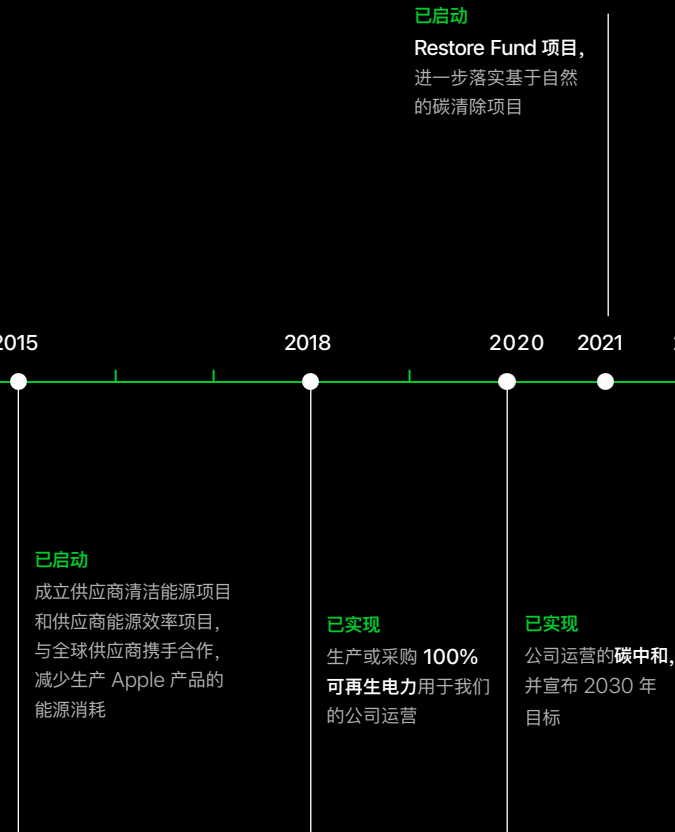 已启动
Restore Fund 项目，
进一步落实基于自然
的碳清除项目
2015
2018
2020
2021
已启动
成立供应商清洁能源项目
和供应商能源效率项目，
与全球供应商携手合作，
减少生产 Apple 产品的
能源消耗
已实现
生产或采购 100%
可再生电力用于我们
的公司运营
已实现
公司运营的碳中和，
并宣布 2030 年
目标